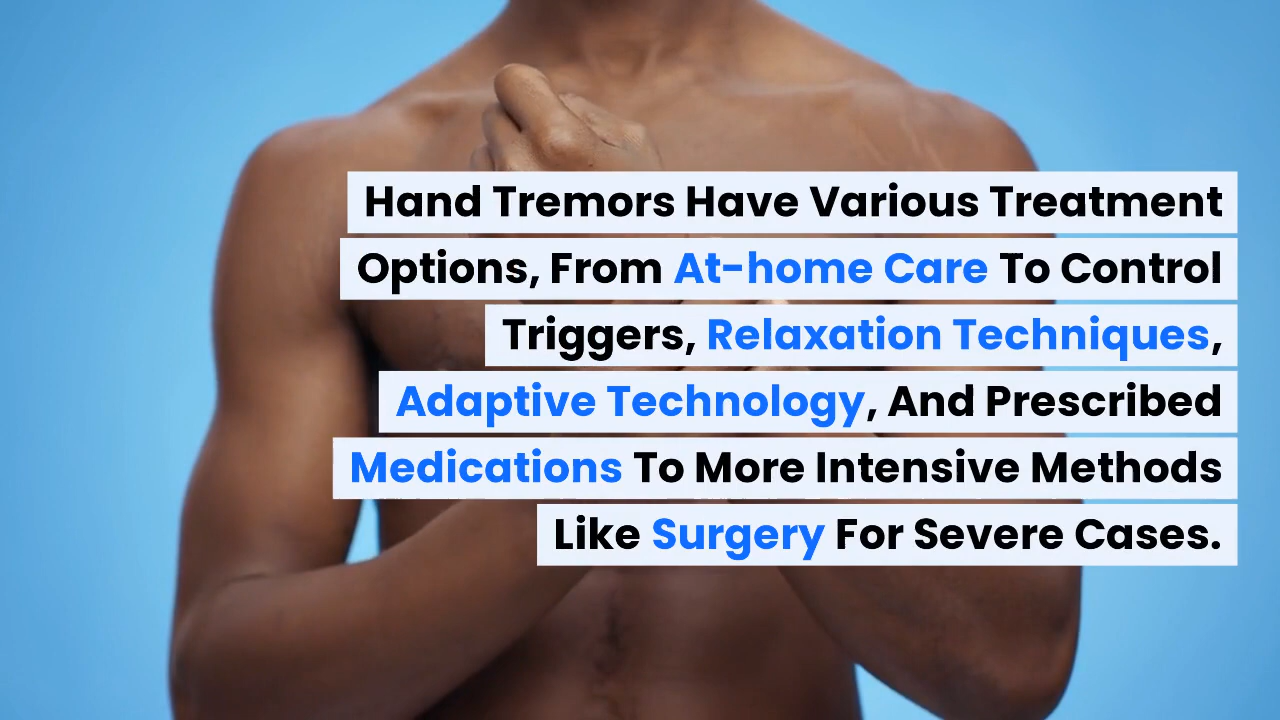 Hand Tremors Have Various Treatment
Options, From At-home Care To Control
Triggers, Relaxation Techniques,
Adaptive Technology, And Prescribed
Medications To More Intensive Methods
Like Surgery For Severe Cases.